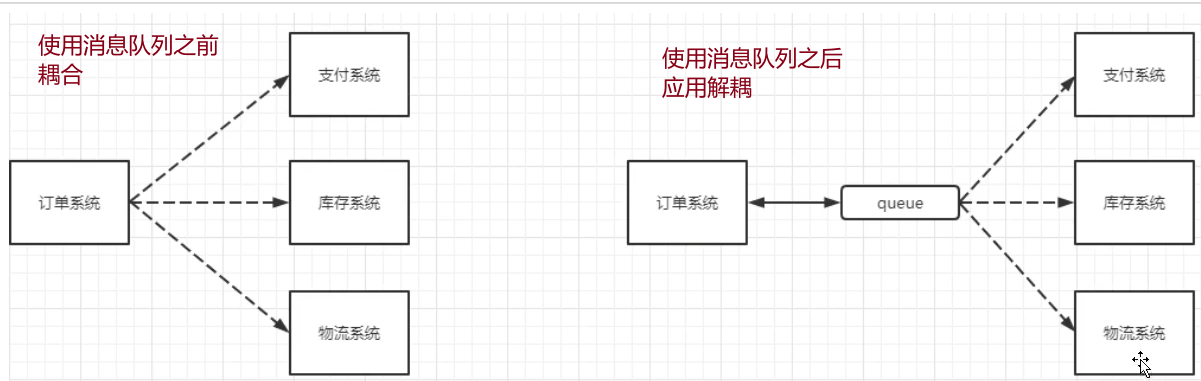 使用消息队列之前
耦合
支付系统
订单系统
库存系统
物流系统
使用消息队列之后
应用解耦
支付系统
订单系统
queue
库存系统
物流系统